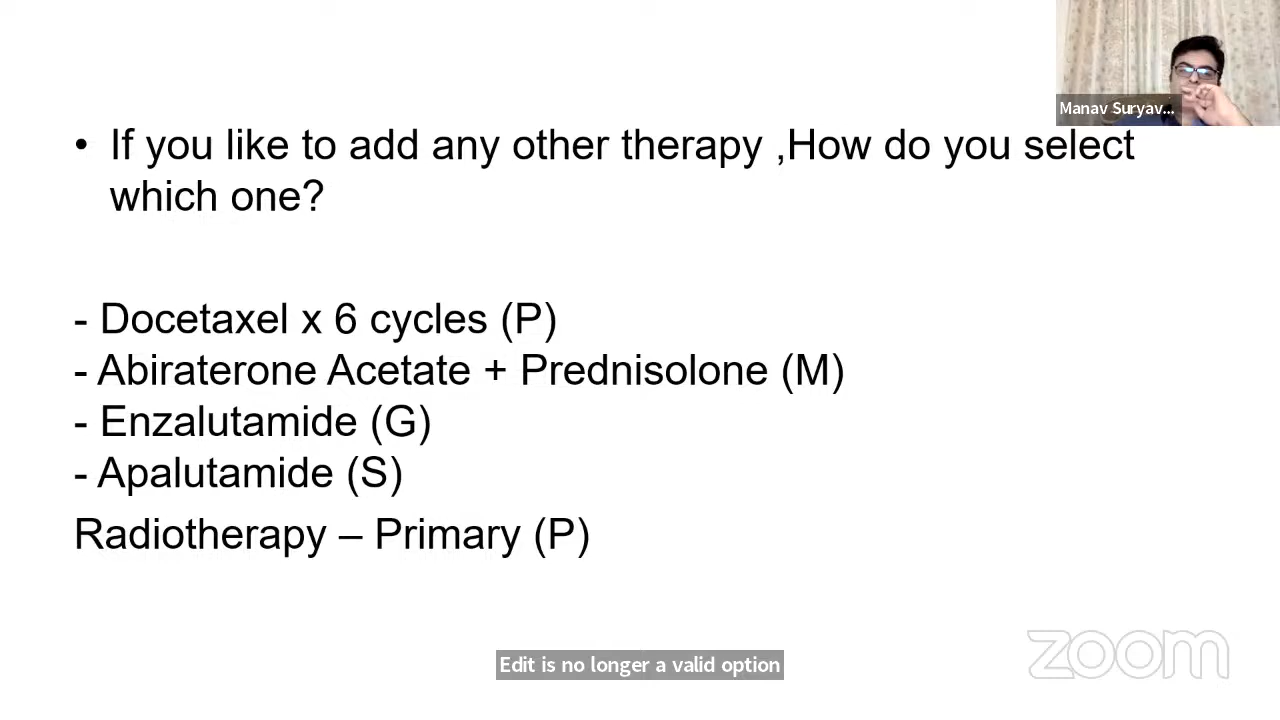 Manav Suryav...
• If you like to add any other therapy ,How do you select
which one?
- Docetaxel x 6 cycles (P)
- Abiraterone Acetate + Prednisolone (M)
- Enzalutamide (G)
- Apalutamide (S)
Radiotherapy – Primary (P)
zoom
Edit is no longer a valid option